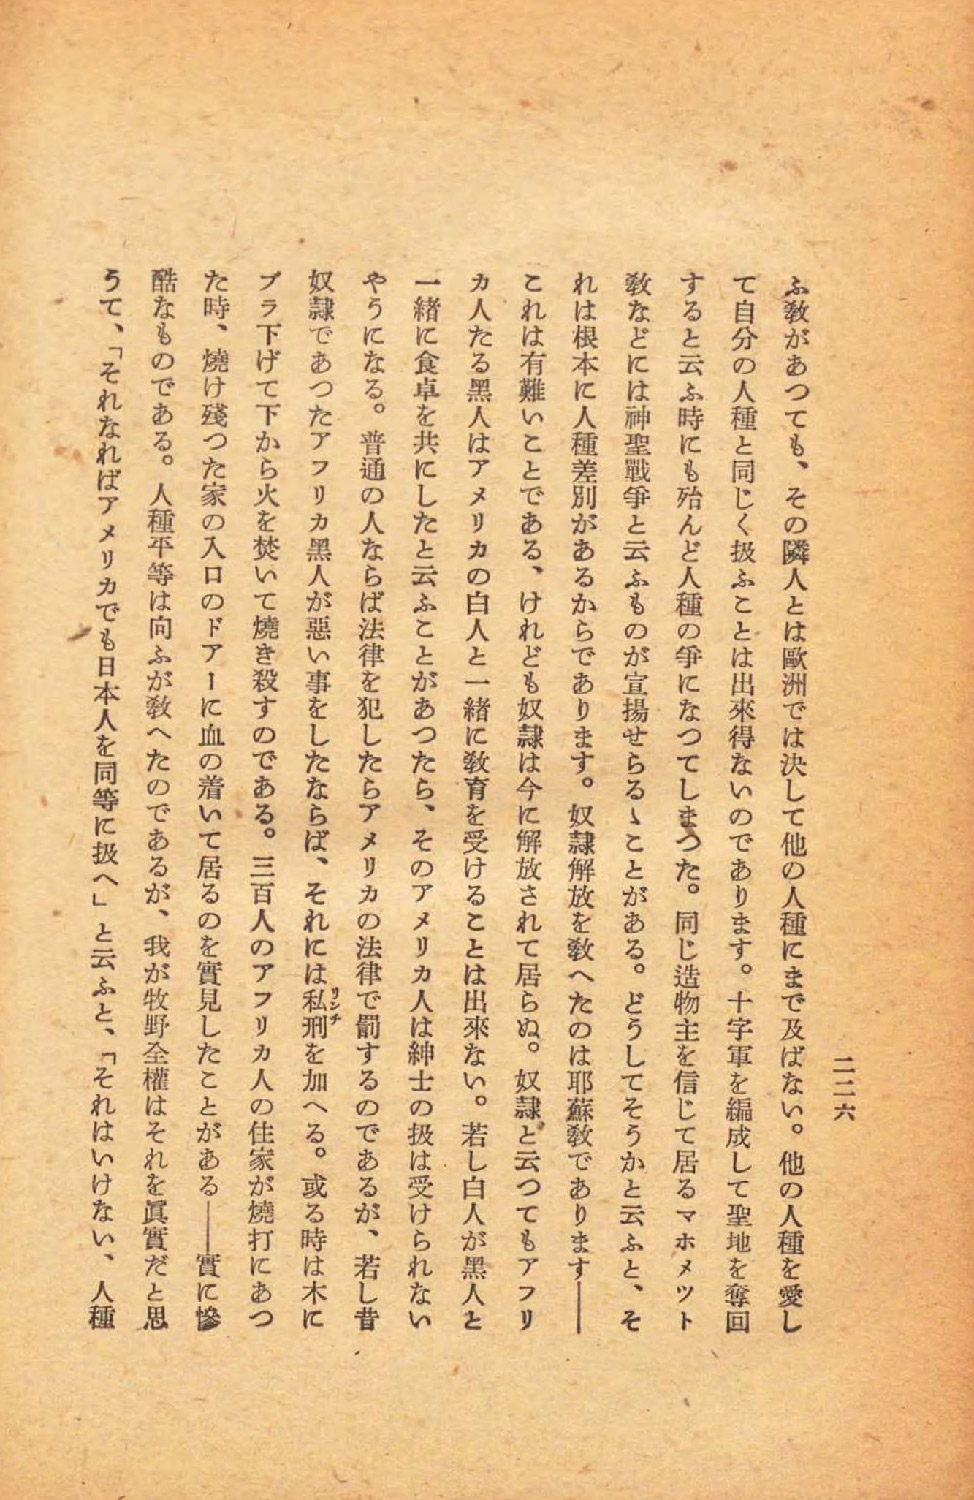 二二六
ふ教があつても、その隣人とは歐洲では決して他の人種にまで及ばない。他の人種を愛し
て自分の人種と同じく扱ふことは出來得ないのであります。十字軍を編成して聖地を奪回
すると云ふ時にも殆んど人種の爭になつてしまつた。同じ造物主を信じて居るマホメツト
教などには神聖戰爭と云ふものが宣揚せらるゝことがある。どうしてそうかと云ふと、そ
れは根本に人種差別があるからであります。奴隷解放を教へたのは耶蘇教であります――
これは有難いことである、けれども奴隷は今に解放されて居らぬ。奴隷と云つてもアフリ
カ人たる黑人はアメリカの白人と一緒に教育を受けることは出來ない。若し白人が黑人と
一緒に食卓を共にしたと云ふことがあつたら、そのアメリカ人は紳士の扱は受けられない
やうになる。普通の人ならば法律を犯したらアメリカの法律で罰するのであるが、若し昔
奴隷であつたアフリカ黑人が惡い事をしたならば、それには私刑リンチを加へる。或る時は木に
ブラ下げて下から火を焚いて燒き殺すのである。三百人のアフリカ人の住家が燒打にあつ
た時、燒け殘つた家の入口のドアーに血の着いて居るのを實見したことがある――實に慘
酷なものである。人種平等は向ふが教へたのであるが、我が牧野全權はそれを眞實だと思
うて、「それなればアメリカでも日本人を同等に扱へ」と云ふと、「それはいけない、人種